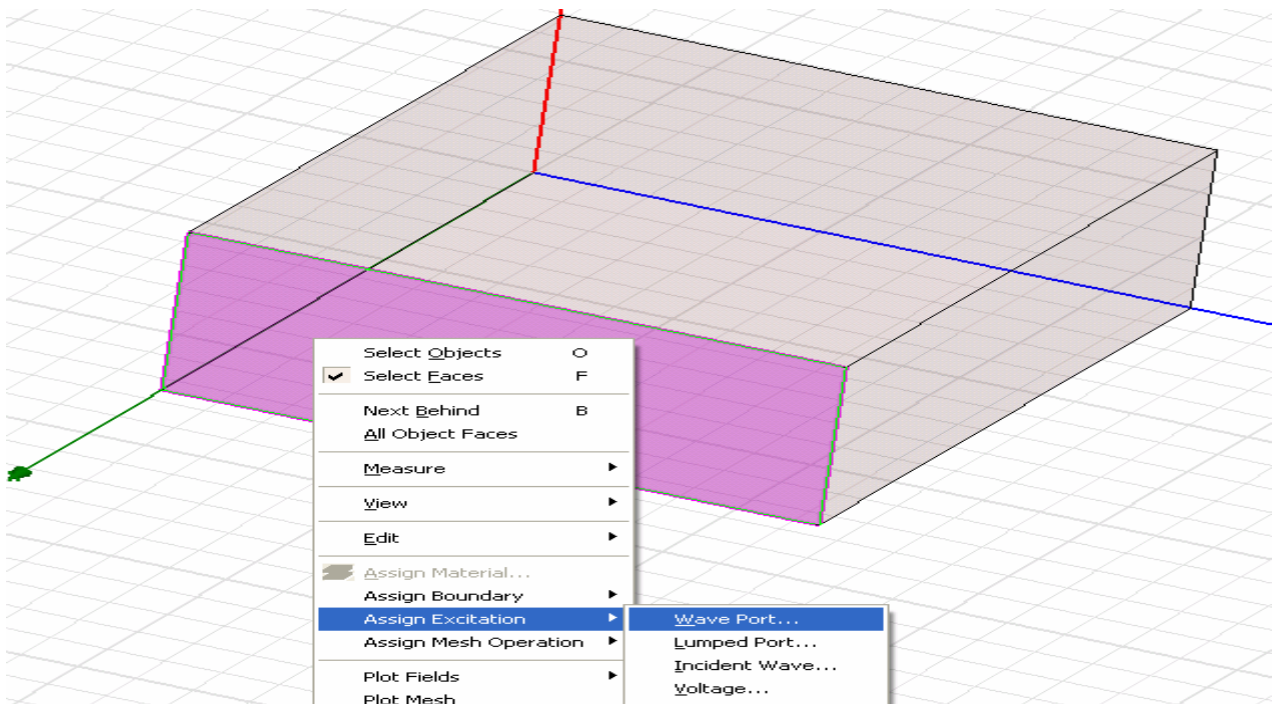 Select Objects O
Select Faces F
Next Behind B
All Object Faces
Measure
View
Edit
Assign Material...
Assign Boundary
Assign Excitation
Assign Mesh Operation
Plot Fields
Plot Mesh
Wave Port...
Lumped Port...
Incident Wave...
Voltage...